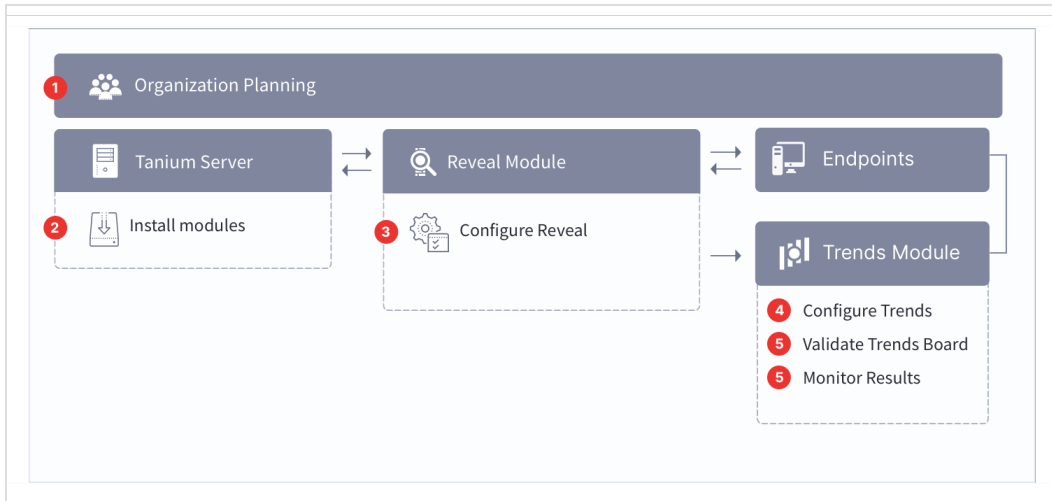 1 Organization Planning
Tanium Server
2 Install modules
Reveal Module
3 Configure Reveal
Endpoints
Trends Module
4 Configure Trends
5 Validate Trends Board
5 Monitor Results